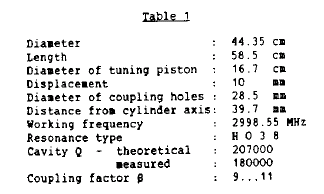 Table 1
Diameter : 44.35 cm
Length : 58.5 cm
Diameter of tuning piston : 16.7 cm
Displacement : 10 mm
Diameter of coupling holes : 28.5 mm
Distance from cylinder axis: 39.7 mm
Working frequency : 2998.55 MHz
Resonance type : H 0 3 8
Cavity Q - theoretical : 207000
measured : 180000
Coupling factor β : 9...11